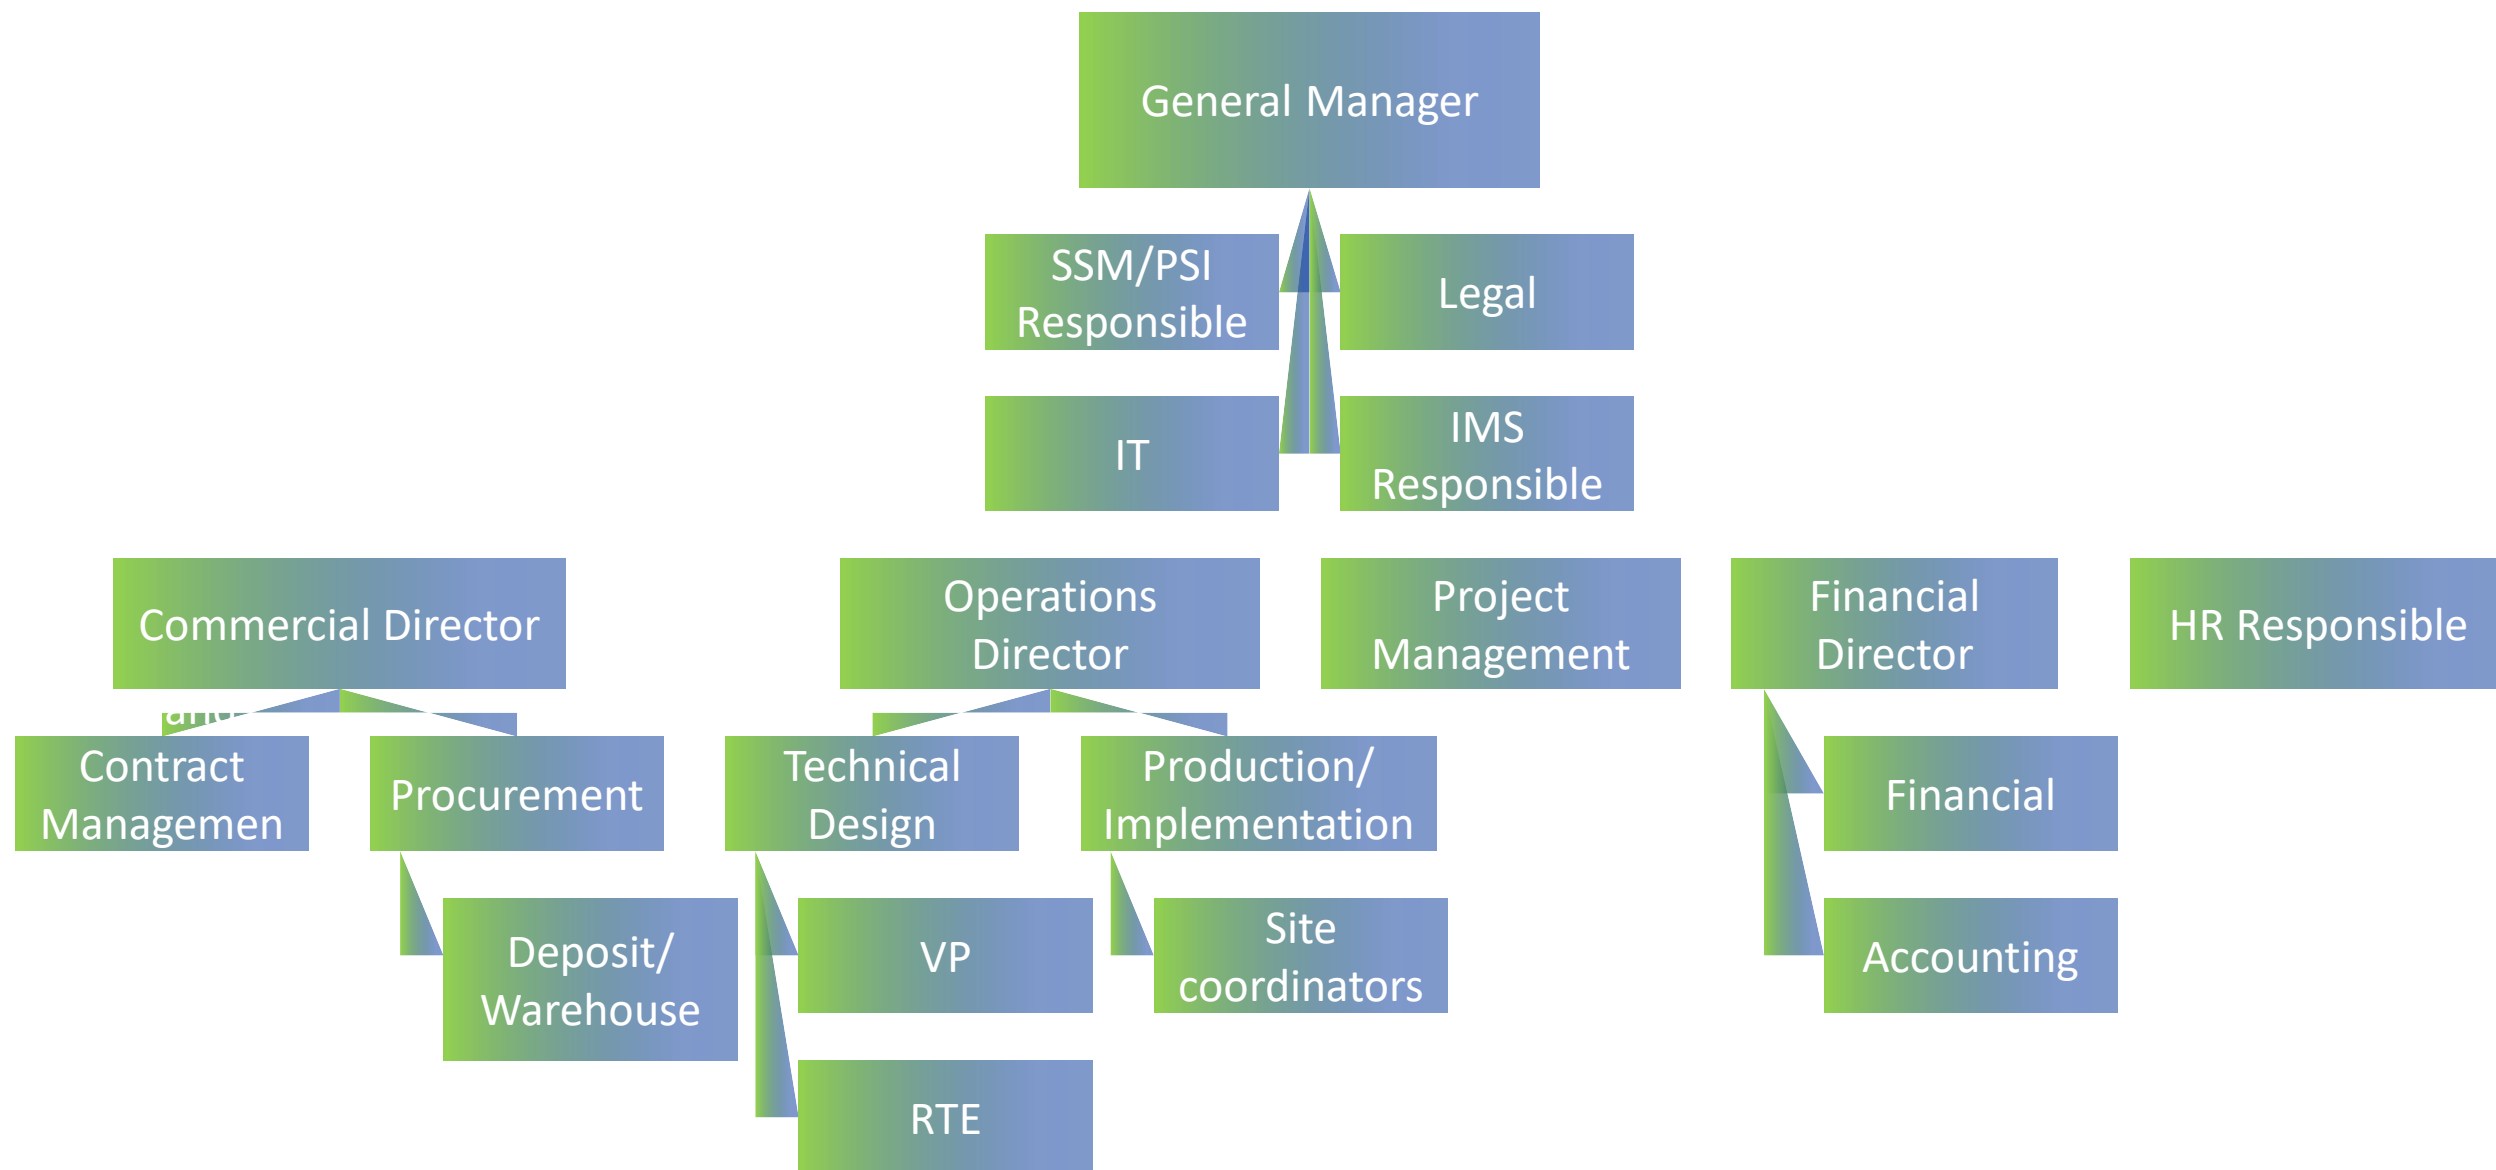 General Manager
SSM/PSI
Responsible
Legal
IT
IMS
Responsible
Commercial Director
Operations
Director
Project
Management
Financial
Director
HR Responsible
and
Contract
Managemen
Procurement
Technical
Design
Production/
Implementation
Financial
Deposit/
Warehouse
VP
Site
coordinators
Accounting
RTE